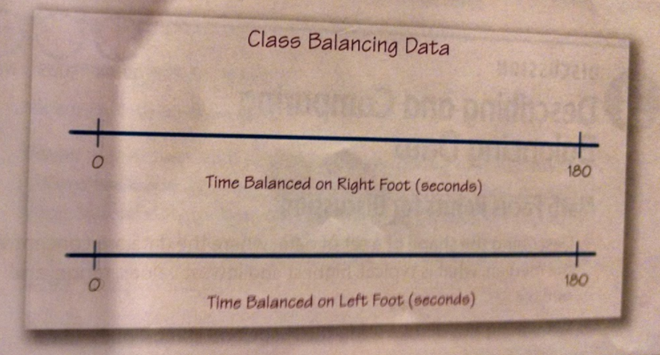 Class Balancing Data
0 180
Time Balanced on Right Foot (seconds)
0 180
Time Balanced on Left Foot (seconds)